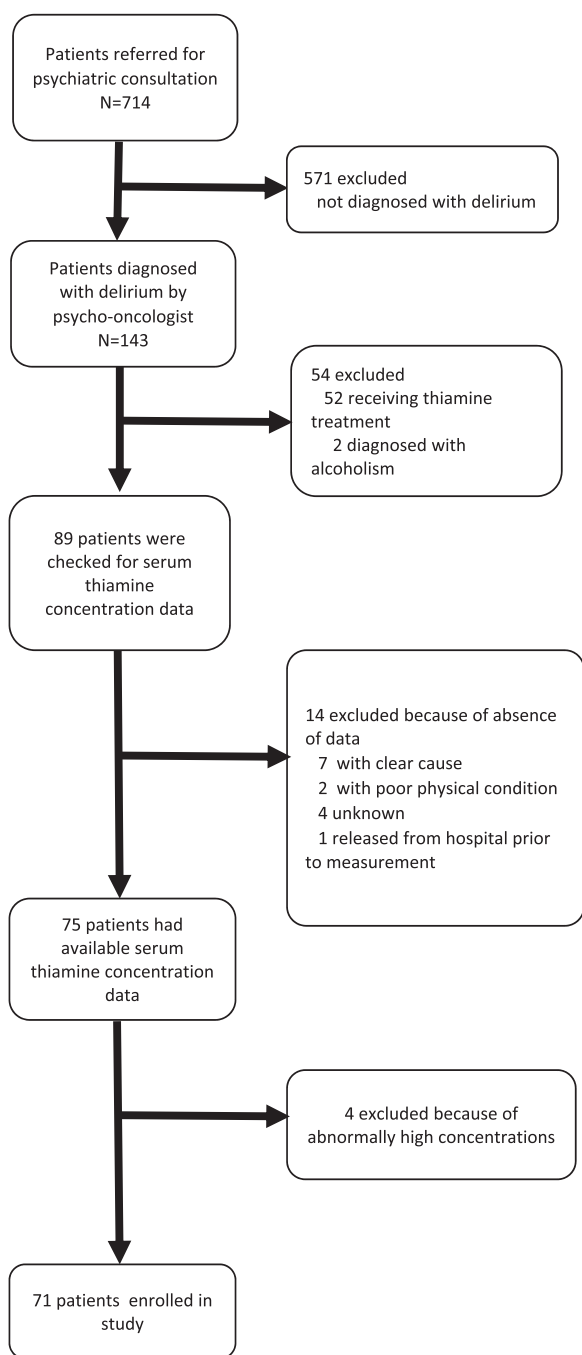 Patients referred for
psychiatric consultation
N=714
571 excluded
not diagnosed with delirium
Patients diagnosed
with delirium by
psycho-oncologist
N=143
54 excluded
52 receiving thiamine
treatment
2 diagnosed with
alcoholism
89 patients were
checked for serum
thiamine
concentration data
14 excluded because of absence
of data
7 with clear cause
2 with poor physical condition
4 unknown
1 released from hospital prior
to measurement
75 patients had
available serum
thiamine concentration
data
4 excluded because of
abnormally high concentrations
71 patients enrolled in
study